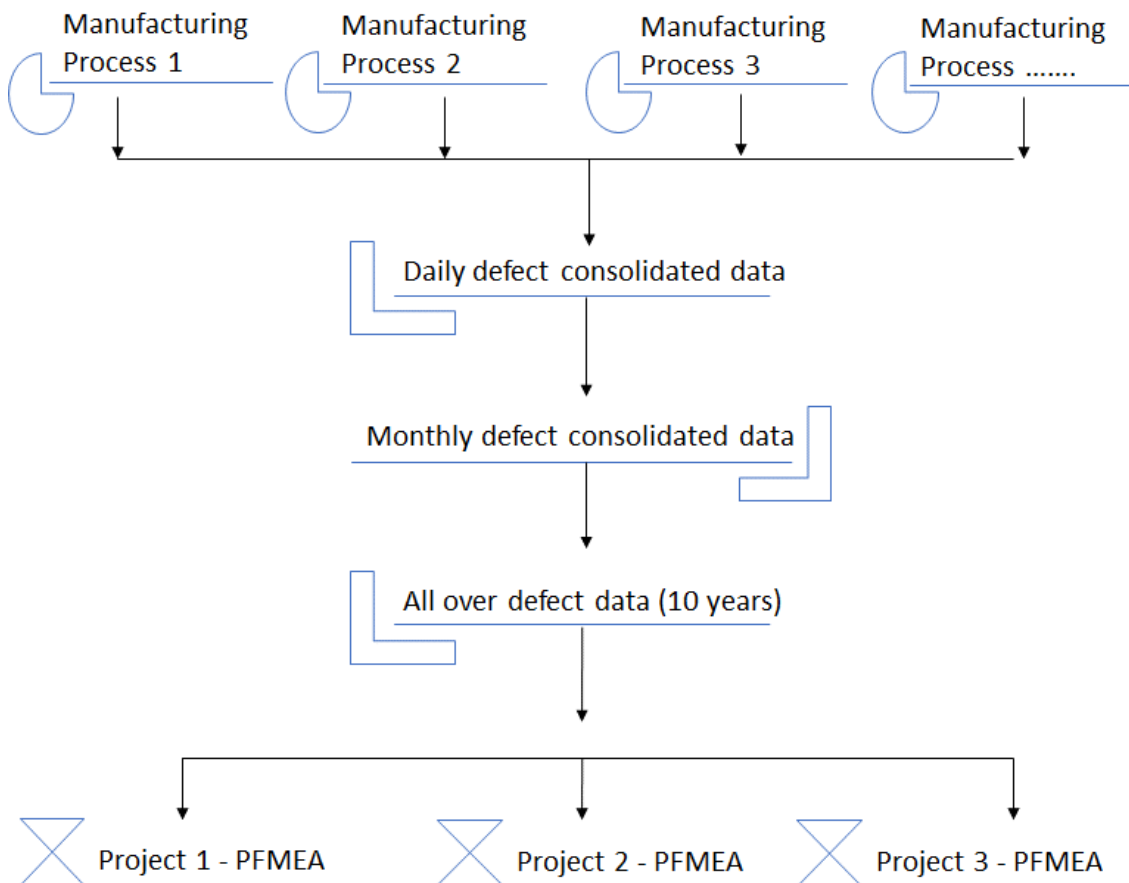 Manufacturing
Process 1
Manufacturing
Process 2
Manufacturing
Process 3
Manufacturing
Process …….
Daily defect consolidated data
Monthly defect consolidated data
All over defect data (10 years)
Project 1 - PFMEA
Project 2 - PFMEA
Project 3 - PFMEA